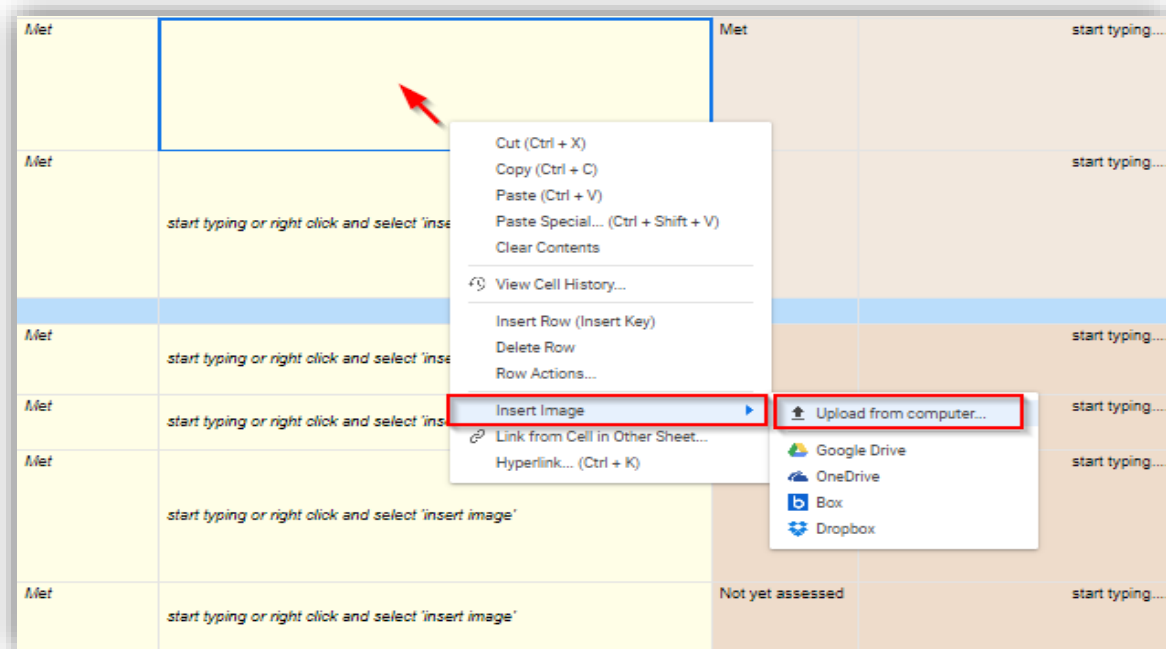 Met
Met
start typing....
Cut (Ctrl + X)
Copy (Ctrl + C)
Paste (Ctrl + V)
Paste Special... (Ctrl + Shift + V)
Clear Contents
View Cell History...
Insert Row (Insert Key)
Delete Row
Row Actions...
Insert Image
Link from Cell in Other Sheet...
Hyperlink... (Ctrl + K)
Upload from computer...
Google Drive
OneDrive
Box
Dropbox
Met
start typing or right click and select 'inse
start typing....
Met
start typing or right click and select 'inse
start typing....
Met
start typing or right click and select 'ins
start typing....
Met
start typing or right click and select 'insert image'
start typing....
Met
start typing or right click and select 'insert image'
Not yet assessed
start typing....